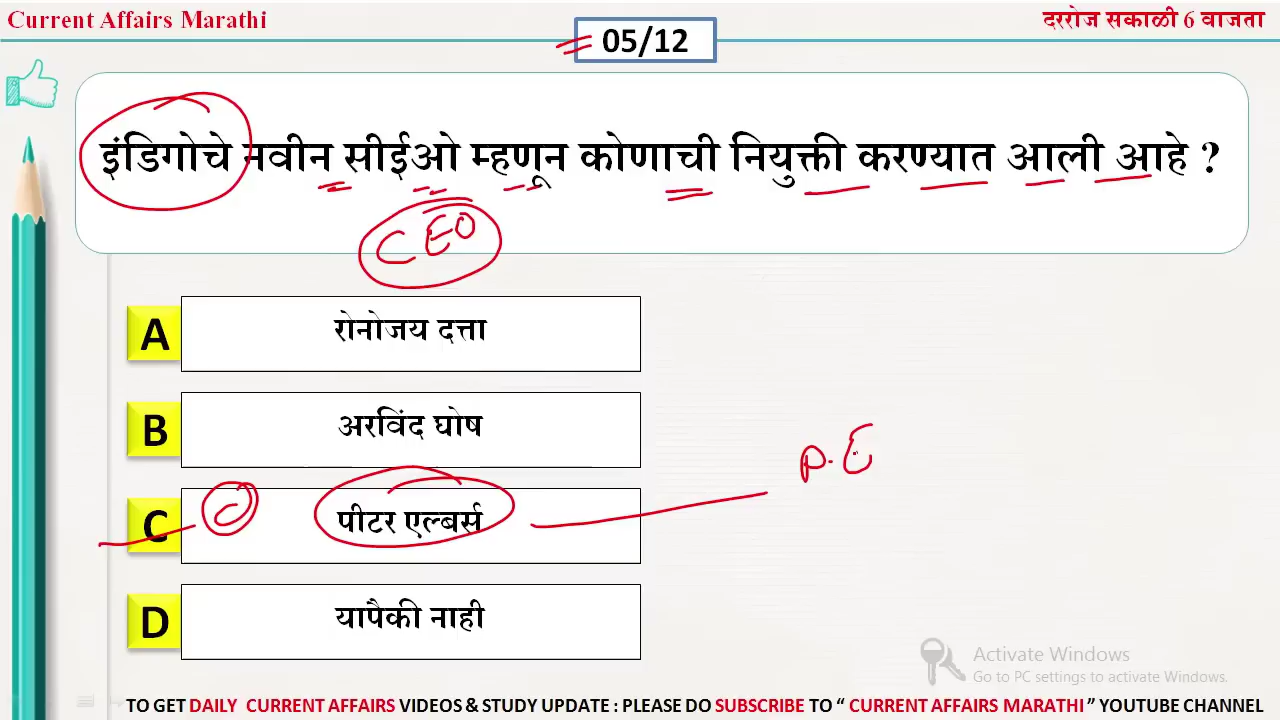 Current Affairs Marathi
दररोज सकाळी 6 वाजता
05/12
इंडिगोचे नवीन सीईओ म्हणून कोणाची नियुक्ती करण्यात आली आहे ?
CEO
A रोनोजय दत्ता
B अरविंद घोष
C C पीटर एल्बर्स
P. E
D यापैकी नाही
Activate Windows
Go to PC settings to activate Windows.
TO GET DAILY CURRENT AFFAIRS VIDEOS & STUDY UPDATE : PLEASE DO SUBSCRIBE TO “ CURRENT AFFAIRS MARATHI ” YOUTUBE CHANNEL